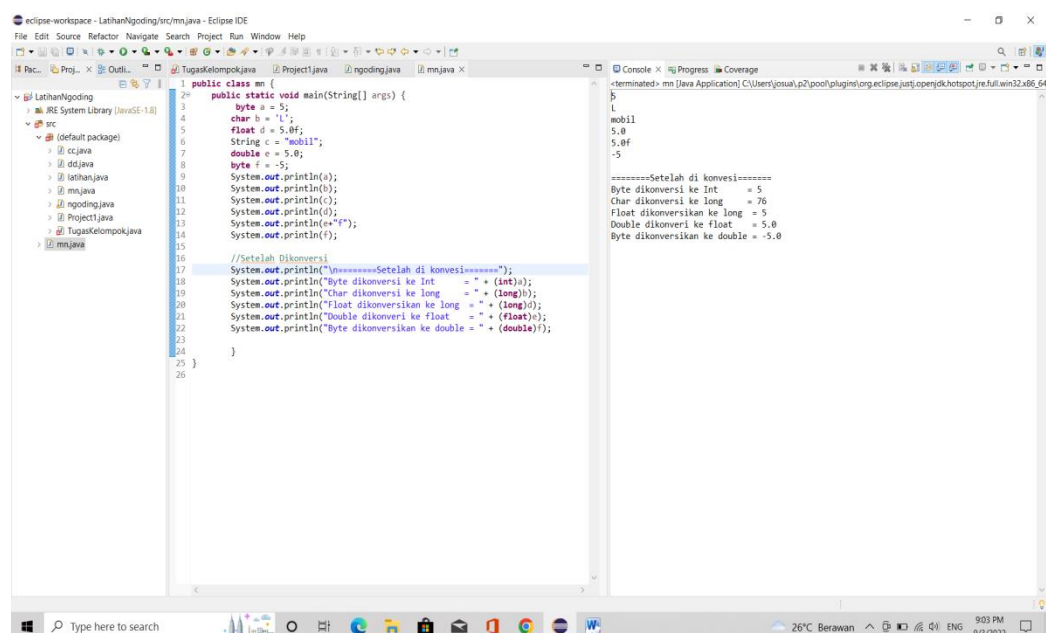 eclipse-workspace - LatihanNgoding/src/mn.java - Eclipse IDE
File Edit Source Refactor Navigate Search Project Run Window Help
Pac... Proj... Outli...
LatihanNgoding
JRE System Library [JavaSE-1.8]
src
(default package)
cc.java
dd.java
latihan.java
mn.java
ngoding.java
Project1.java
TugasKelompok.java
mn.java
TugasKelompok.java Project1.java ngoding.java mn.java
1 public class mn {
2 public static void main(String[] args) {
3 byte a = 5;
4 char b = 'L';
5 float d = 5.0f;
6 String c = "mobil";
7 double e = 5.0;
8 byte f = -5;
9 System.out.println(a);
10 System.out.println(b);
11 System.out.println(c);
12 System.out.println(d);
13 System.out.println(e+"f");
14 System.out.println(f);
15
16 //Setelah Dikonversi
17 System.out.println("\n========Setelah di konvesi=======");
18 System.out.println("Byte dikonversi ke Int = " + (int)a);
19 System.out.println("Char dikonversi ke long = " + (long)b);
20 System.out.println("Float dikonversikan ke long = " + (long)d);
21 System.out.println("Double dikonveri ke float = " + (float)e);
22 System.out.println("Byte dikonversikan ke double = " + (double)f);
23
24 }
25 }
26
Console Progress Coverage
<terminated> mn [Java Application] C:\Users\josua\.p2\pool\plugins\org.eclipse.justj.openjdk.hotspot.jre.full.win32.x86_64
5
L
mobil
5.0
5.0f
-5
========Setelah di konvesi=======
Byte dikonversi ke Int = 5
Char dikonversi ke long = 76
Float dikonversikan ke long = 5
Double dikonveri ke float = 5.0
Byte dikonversikan ke double = -5.0
Type here to search
26°C Berawan ENG 9:03 PM